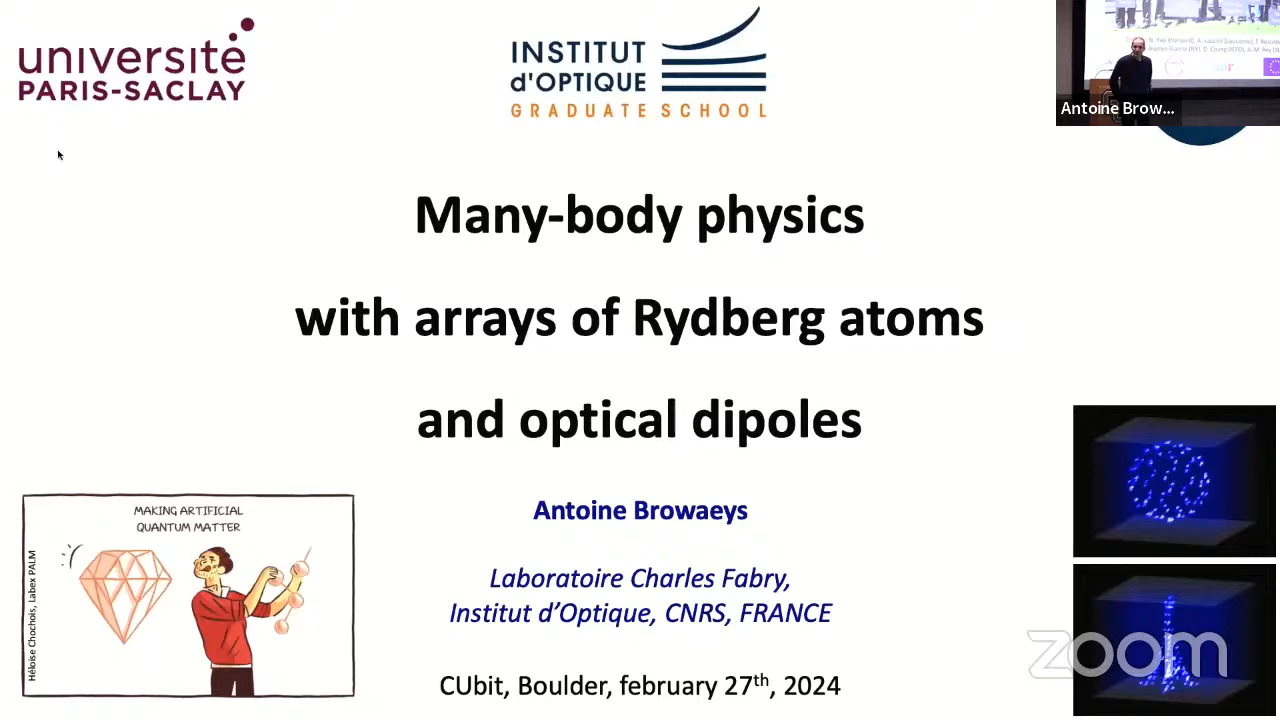 université
PARIS-SACLAY
INSTITUT
d'OPTIQUE
GRADUATE SCHOOL
Antoine Brow...
Many-body physics
with arrays of Rydberg atoms
and optical dipoles
Antoine Browaeys
Laboratoire Charles Fabry,
Institut d’Optique, CNRS, FRANCE
CUbit, Boulder, february 27th, 2024
MAKING ARTIFICIAL
QUANTUM MATTER
Héloïse Chochois, Labex PALM
zoom